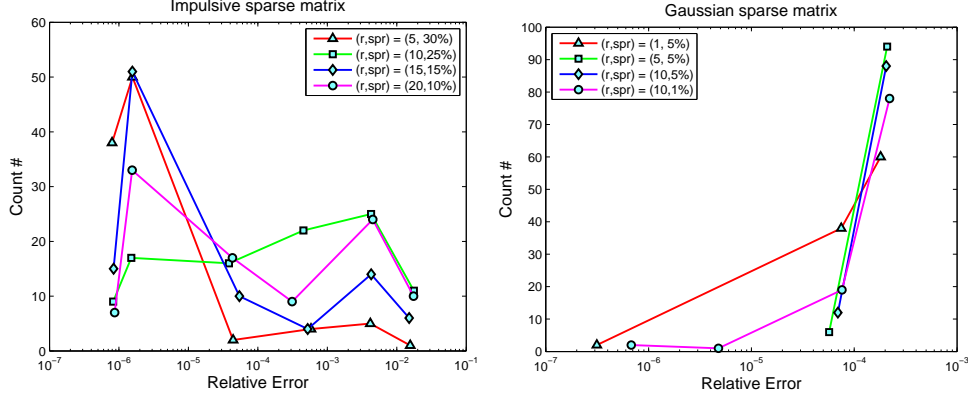 Impulsive sparse matrix
60
50
40
30
20
10
0
Count #
(r,spr) = (5, 30%)
(r,spr) = (10,25%)
(r,spr) = (15,15%)
(r,spr) = (20,10%)
10^-7
10^-6
10^-5
10^-4
10^-3
10^-2
10^-1
Relative Error
Gaussian sparse matrix
100
90
80
70
60
50
40
30
20
10
0
Count #
(r,spr) = (1, 5%)
(r,spr) = (5, 5%)
(r,spr) = (10,5%)
(r,spr) = (10,1%)
10^-7
10^-6
10^-5
10^-4
10^-3
Relative Error